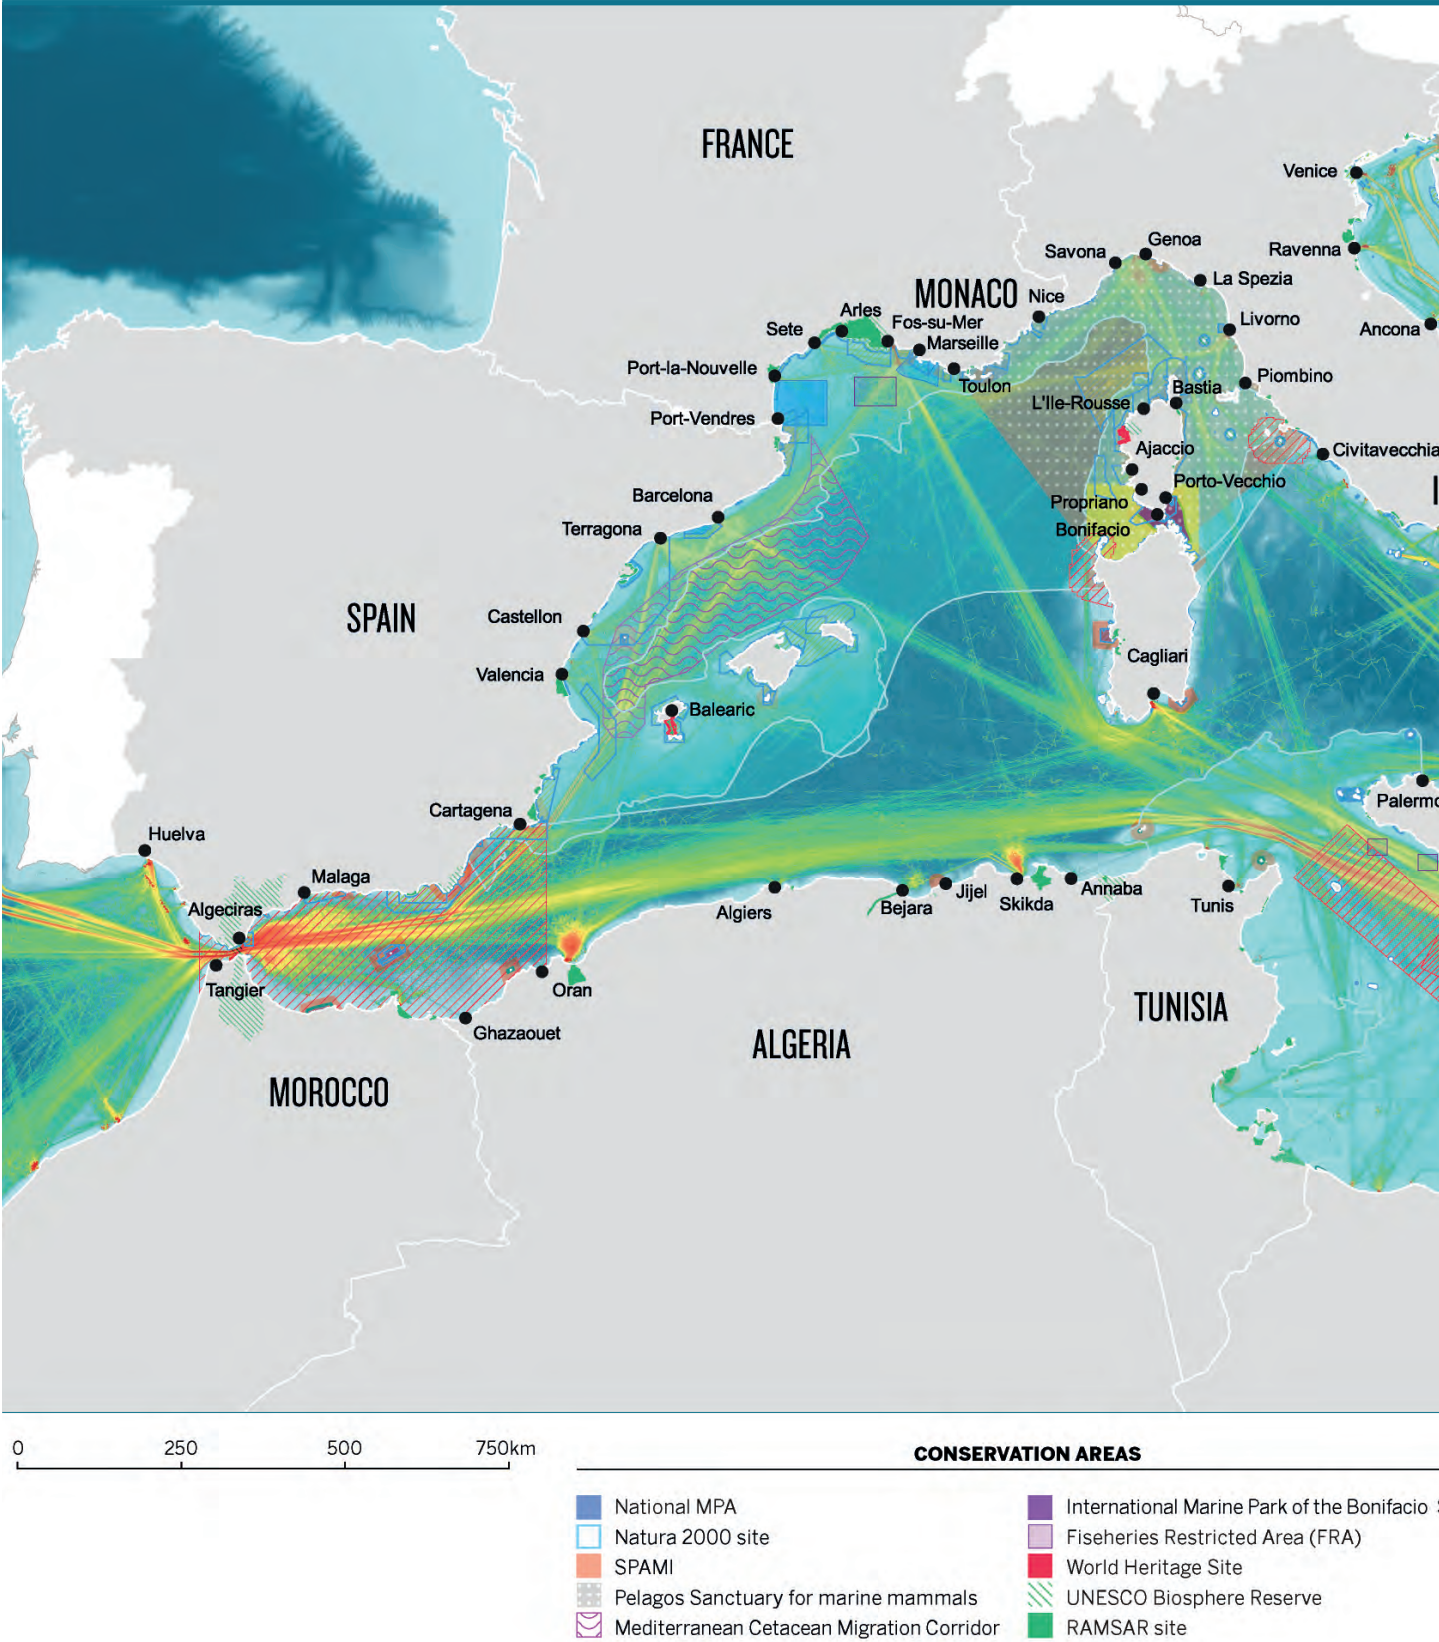 FRANCE
Venice
Genoa
Savona
Ravenna
La Spezia
MONACO
Nice
Arles
Fos-su-Mer
Livorno
Sete
Ancona
Marseille
Port-la-Nouvelle
Piombino
Toulon
Bastia
L'Ile-Rousse
Port-Vendres
Ajaccio
Civitavecchia
Porto-Vecchio
Barcelona
Propriano
Terragona
Bonifacio
SPAIN
Castellon
Cagliari
Valencia
Balearic
Palermo
Cartagena
Huelva
Malaga
Annaba
Jijel
Skikda
Algeciras
Algiers
Bejara
Tunis
Tangier
Oran
TUNISIA
Ghazaouet
ALGERIA
MOROCCO
0 250 500 750km
CONSERVATION AREAS
National MPA
Natura 2000 site
SPAMI
Pelagos Sanctuary for marine mammals
Mediterranean Cetacean Migration Corridor
International Marine Park of the Bonifacio
Fiseheries Restricted Area (FRA)
World Heritage Site
UNESCO Biosphere Reserve
RAMSAR site